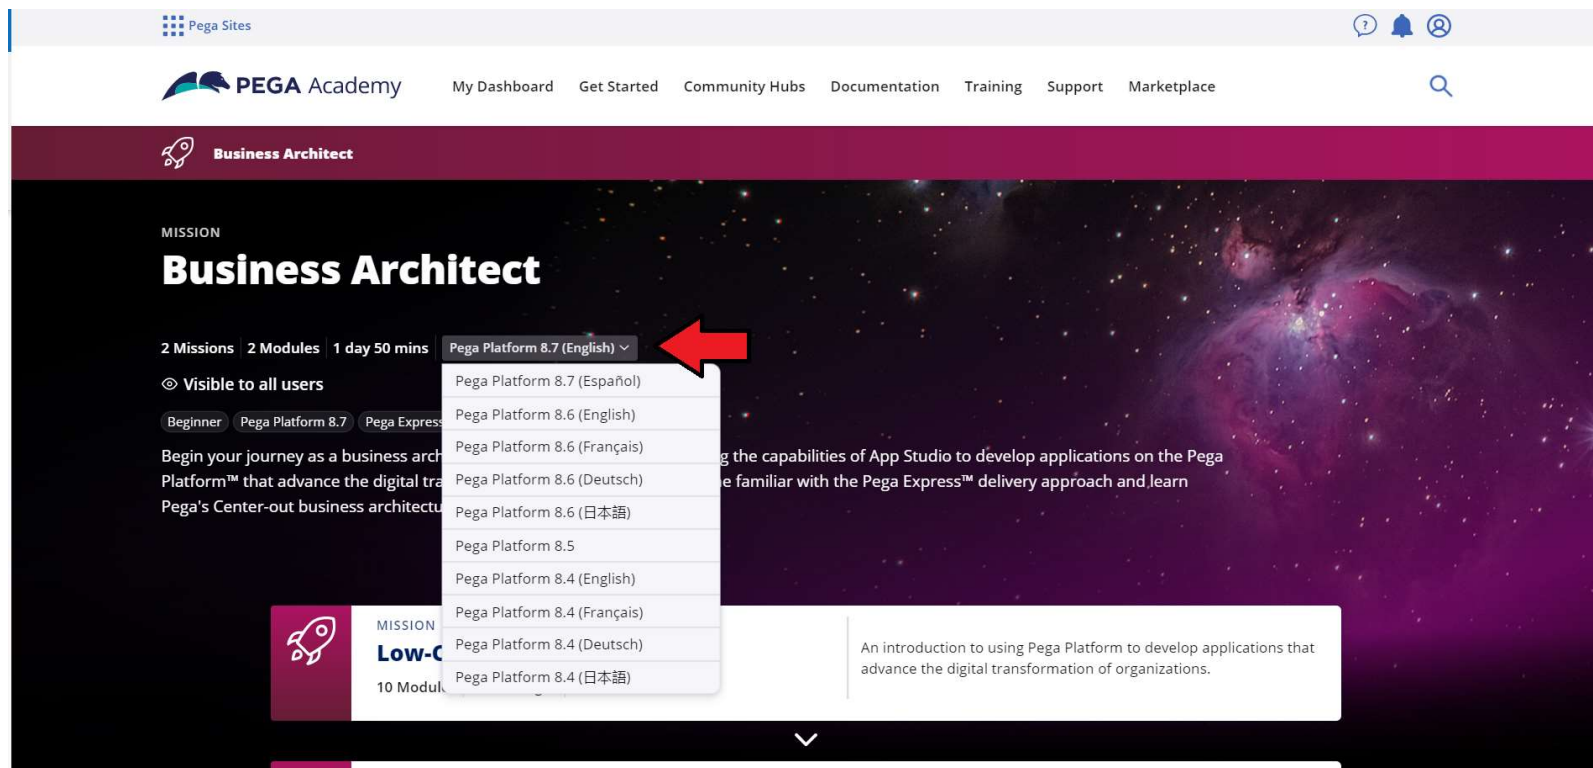 Pega Sites
PEGA Academy
My Dashboard Get Started Community Hubs Documentation Training Support Marketplace
Business Architect
MISSION
Business Architect
2 Missions 2 Modules 1 day 50 mins Pega Platform 8.7 (English)
Visible to all users
Beginner Pega Platform 8.7 Pega Express
Pega Platform 8.7 (Español)
Pega Platform 8.6 (English)
Pega Platform 8.6 (Français)
Pega Platform 8.6 (Deutsch)
Pega Platform 8.6 (日本語)
Pega Platform 8.5
Pega Platform 8.4 (English)
Pega Platform 8.4 (Français)
Pega Platform 8.4 (Deutsch)
Pega Platform 8.4 (日本語)
Begin your journey as a business arch g the capabilities of App Studio to develop applications on the Pega
Platform™ that advance the digital tra e familiar with the Pega Express™ delivery approach and learn
Pega's Center-out business architectu
MISSION
Low-C
10 Modul
An introduction to using Pega Platform to develop applications that
advance the digital transformation of organizations.